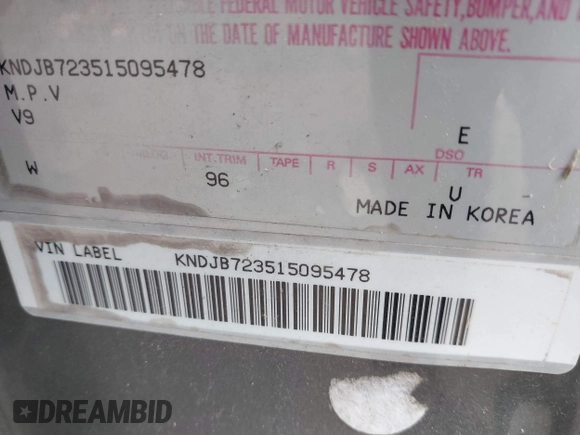 FEDERAL MOTOR VEHICLE SAFETY, BUMPER, AND
THE DATE OF MANUFACTURE SHOWN ABOVE.
KNDJB723515095478
M.P.V
V9
E
DSO
INT.TRIM TAPE R S AX TR
W 96 U
MADE IN KOREA
VIN LABEL KNDJB723515095478
DREAMBID